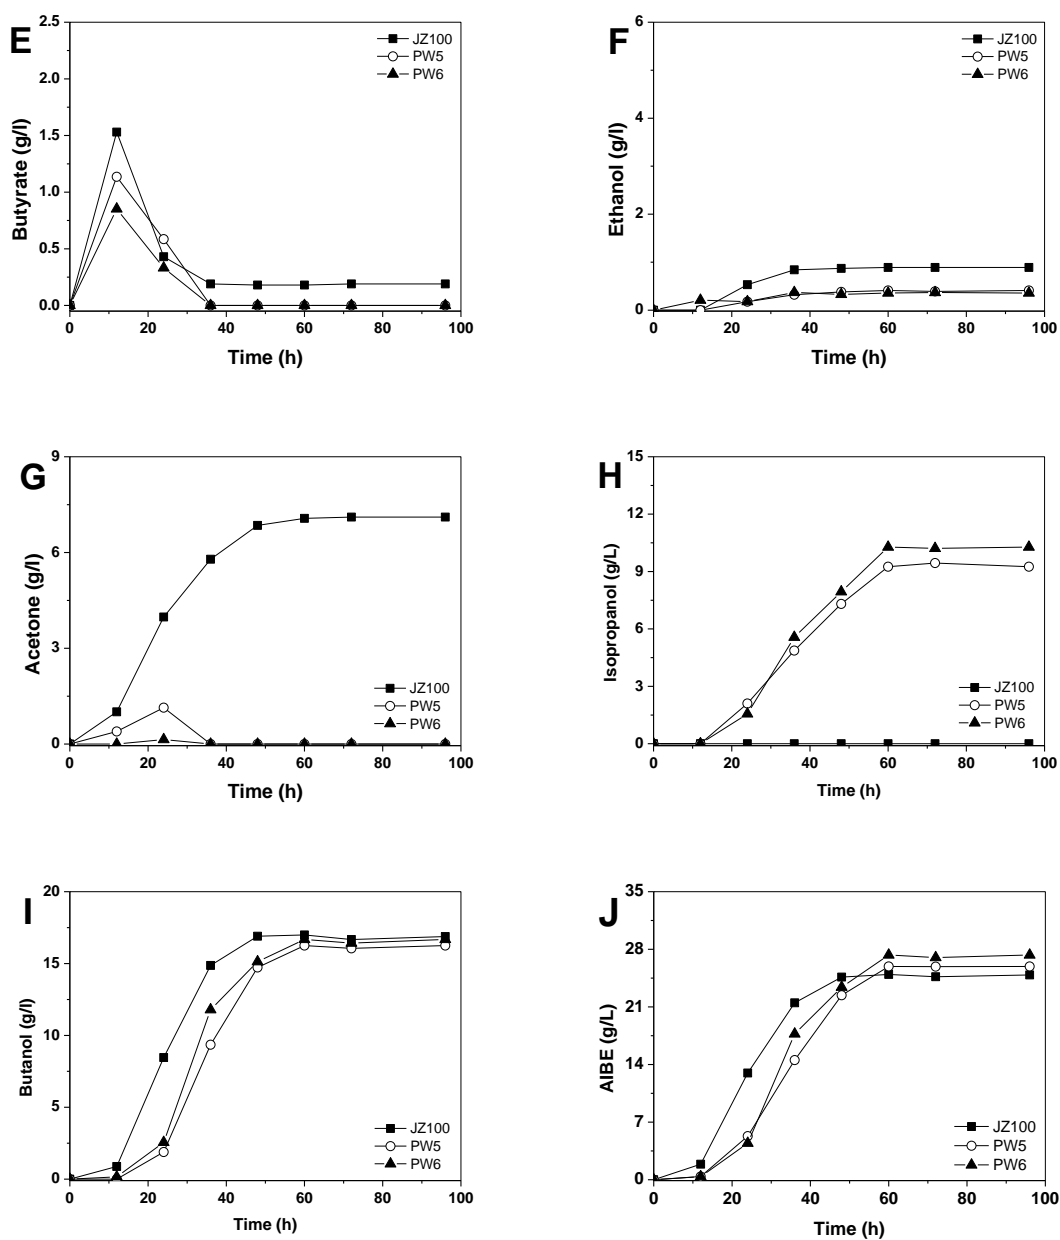 E
2.5
2.0
1.5
1.0
0.5
0.0
Butyrate (g/l)
JZ100
PW5
PW6
0 20 40 60 80 100
Time (h)
F
6
4
2
0
Ethanol (g/l)
JZ100
PW5
PW6
0 20 40 60 80 100
Time (h)
G
9
6
3
0
Acetone (g/l)
JZ100
PW5
PW6
0 20 40 60 80 100
Time (h)
H
15
12
9
6
3
0
Isopropanol (g/L)
JZ100
PW5
PW6
0 20 40 60 80 100
Time (h)
I
20
15
10
5
0
Butanol (g/l)
JZ100
PW5
PW6
0 20 40 60 80 100
Time (h)
J
35
28
21
14
7
0
AIBE (g/L)
JZ100
PW5
PW6
0 20 40 60 80 100
Time (h)